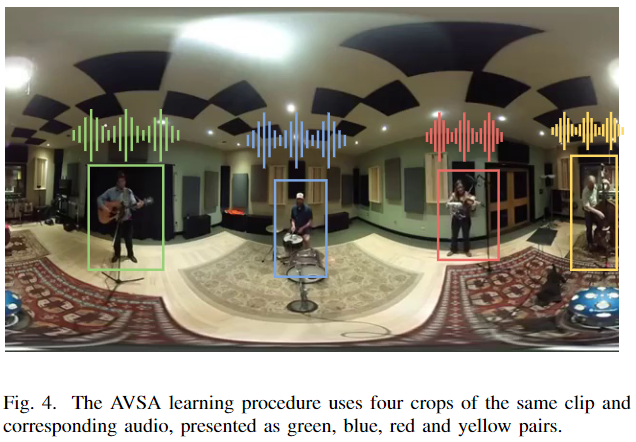 Fig. 4. The AVSA learning procedure uses four crops of the same clip and
corresponding audio, presented as green, blue, red and yellow pairs.